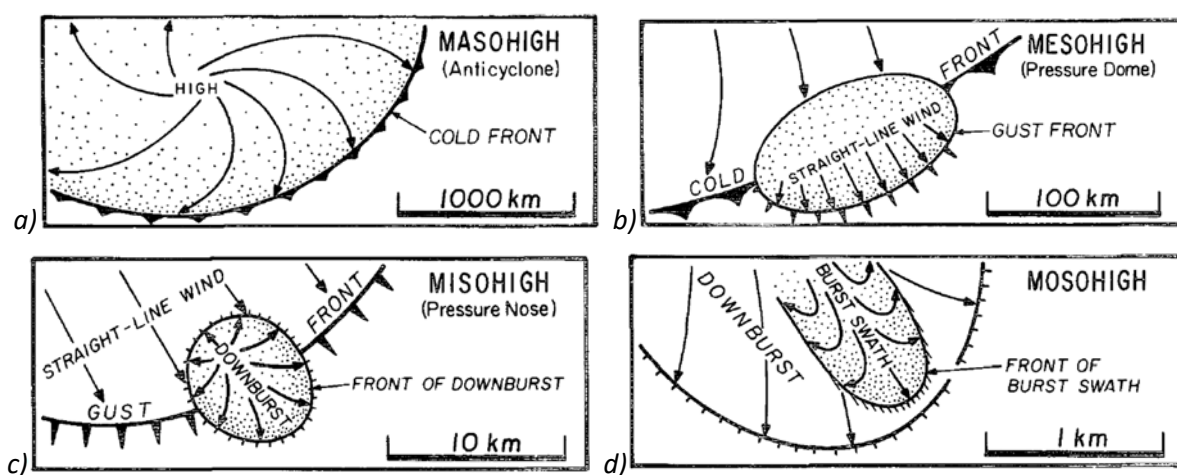 MASOHIGH
(Anticyclone)
HIGH
COLD FRONT
1000 km
a)
MESOHIGH
(Pressure Dome)
FRONT
GUST FRONT
STRAIGHT-LINE WIND
COLD
100 km
b)
MISOHIGH
(Pressure Nose)
STRAIGHT-LINE WIND
FRONT
DOWNBURST
FRONT OF DOWNBURST
GUST
10 km
c)
MOSOHIGH
DOWNBURST
BURST SWATH
FRONT OF
BURST SWATH
1 km
d)